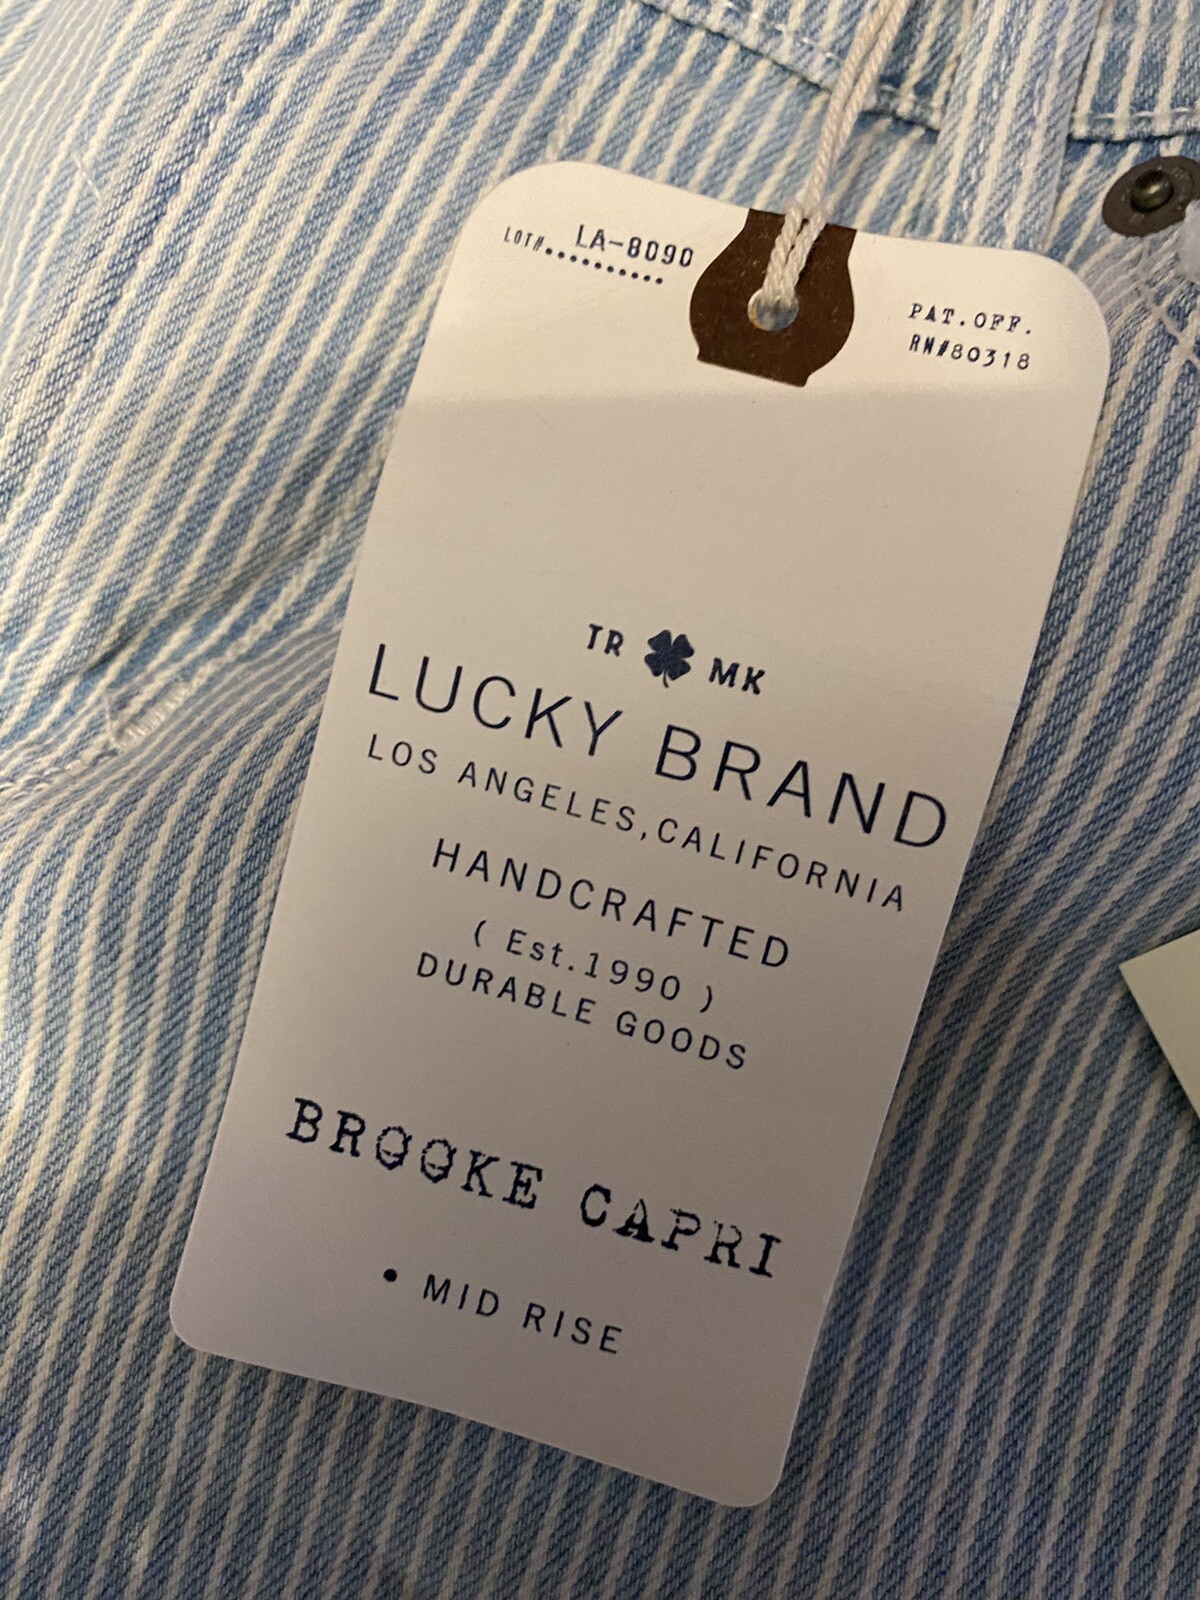 LOT#.......... LA-8090
PAT.OFF.
RN#80318
TR MK
LUCKY BRAND
LOS ANGELES, CALIFORNIA
HANDCRAFTED
( Est.1990 )
DURABLE GOODS
BROOKE CAPRI
• MID RISE